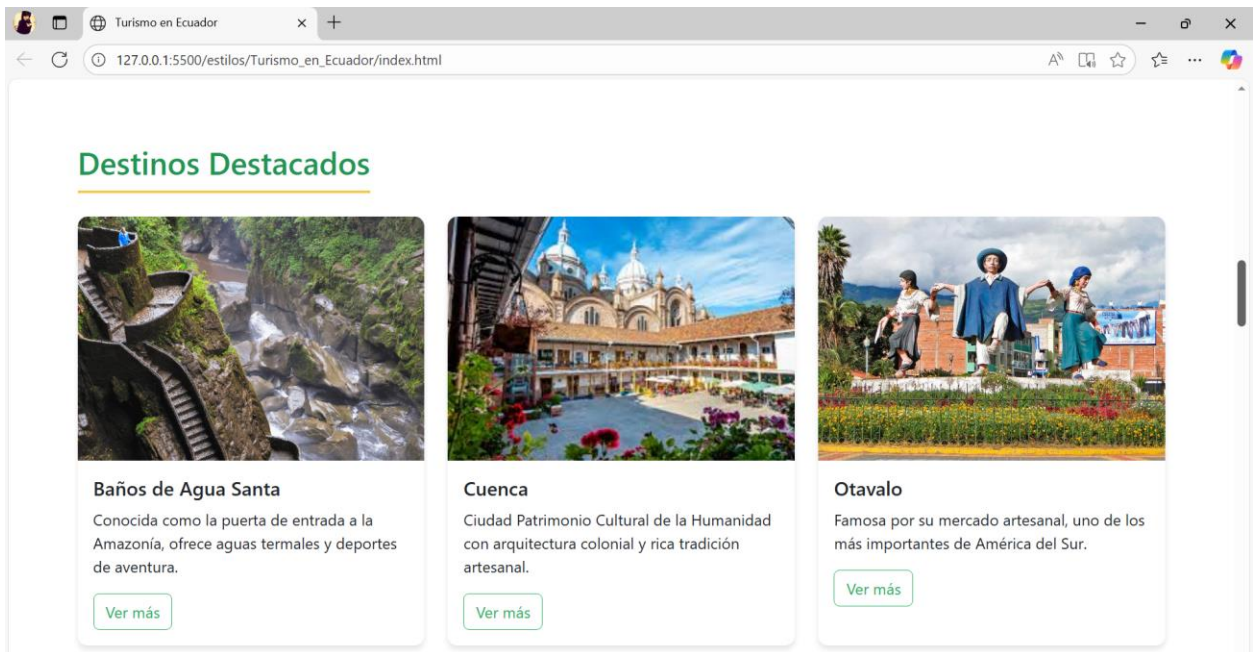 Turismo en Ecuador
127.0.0.1:5500/estilos/Turismo_en_Ecuador/index.html
Destinos Destacados
Baños de Agua Santa
Conocida como la puerta de entrada a la
Amazonía, ofrece aguas termales y deportes
de aventura.
Ver más
Cuenca
Ciudad Patrimonio Cultural de la Humanidad
con arquitectura colonial y rica tradición
artesanal.
Ver más
Otavalo
Famosa por su mercado artesanal, uno de los
más importantes de América del Sur.
Ver más